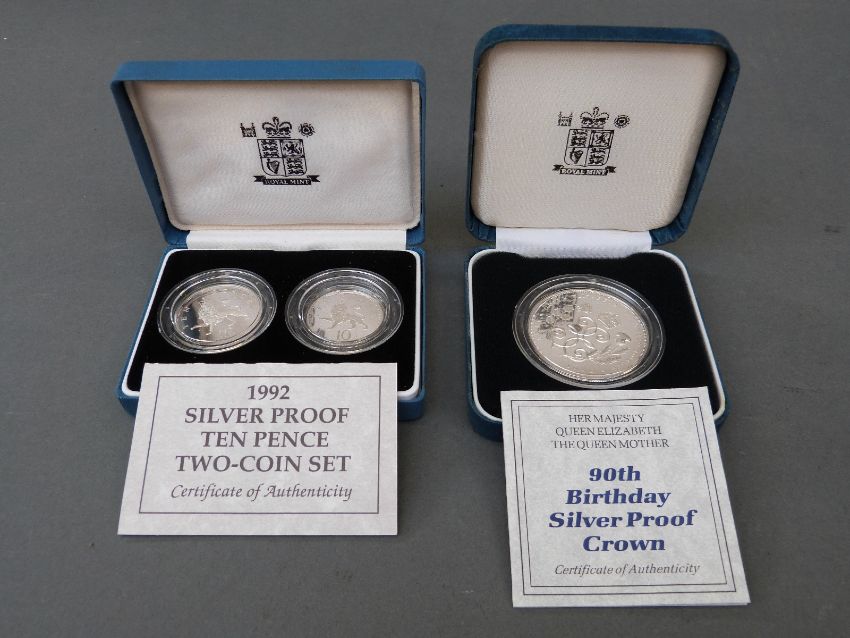 ROYAL MINT
ROYAL MINT
10
1992
SILVER PROOF
TEN PENCE
TWO-COIN SET
Certificate of Authenticity
HER MAJESTY
QUEEN ELIZABETH
THE QUEEN MOTHER
90th
Birthday
Silver Proof
Crown
Certificate of Authenticity